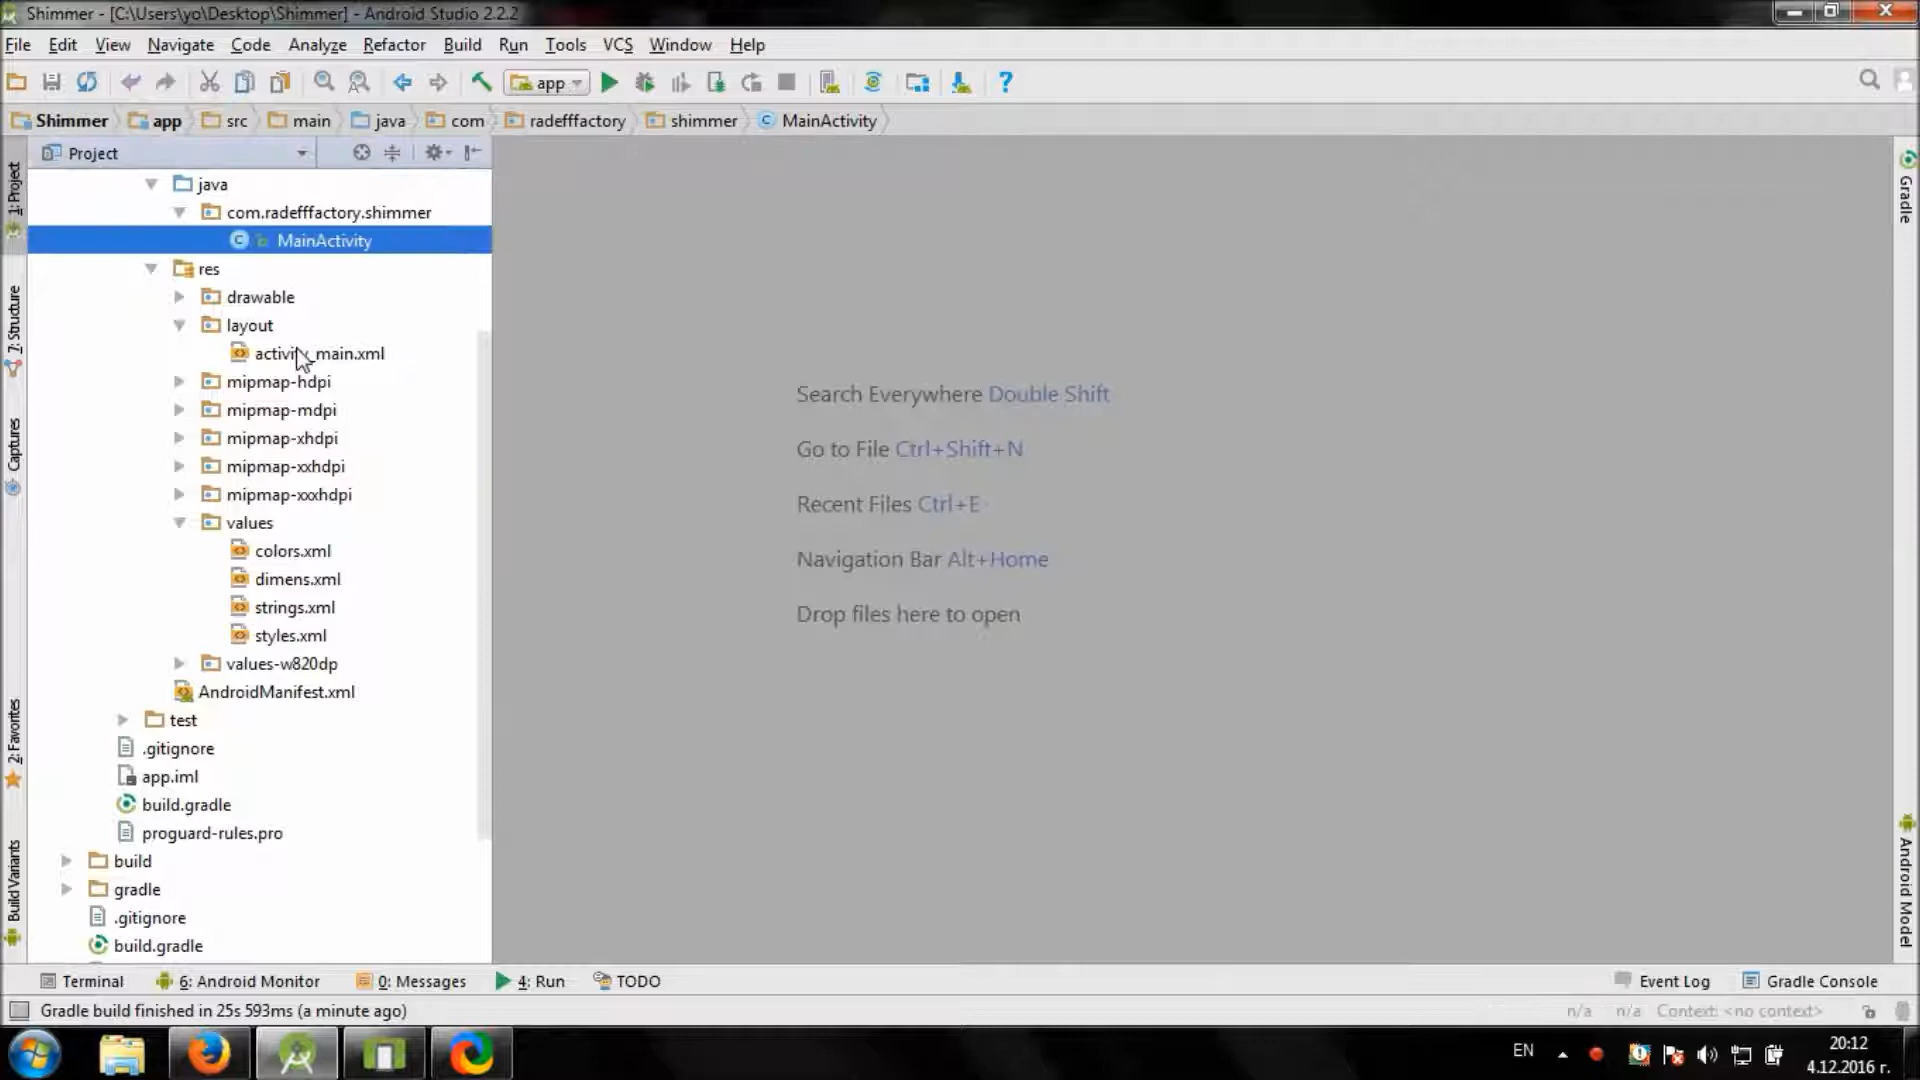 Shimmer - [C:\Users\yo\Desktop\Shimmer] - Android Studio 2.2.2
File Edit View Navigate Code Analyze Refactor Build Run Tools VCS Window Help
app
Shimmer app src main java com radefffactory shimmer MainActivity
Project
1: Project
7: Structure
Captures
2: Favorites
Build Variants
java
com.radefffactory.shimmer
MainActivity
res
drawable
layout
activity_main.xml
mipmap-hdpi
mipmap-mdpi
mipmap-xhdpi
mipmap-xxhdpi
mipmap-xxxhdpi
values
colors.xml
dimens.xml
strings.xml
styles.xml
values-w820dp
AndroidManifest.xml
test
.gitignore
app.iml
build.gradle
proguard-rules.pro
build
gradle
.gitignore
build.gradle
Search Everywhere Double Shift
Go to File Ctrl+Shift+N
Recent Files Ctrl+E
Navigation Bar Alt+Home
Drop files here to open
Gradle
Android Model
Terminal 6: Android Monitor 0: Messages 4: Run TODO Event Log Gradle Console
Gradle build finished in 25s 593ms (a minute ago) n/a n/a Context: <no context>
EN
20:12
4.12.2016 г.